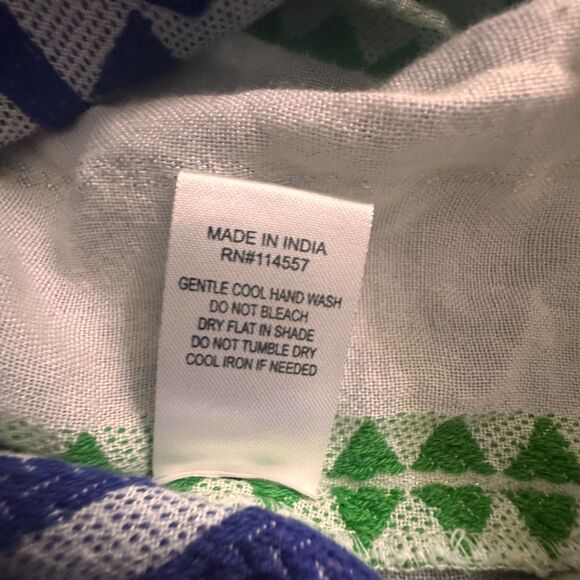 MADE IN INDIA
RN#114557
GENTLE COOL HAND WASH
DO NOT BLEACH
DRY FLAT IN SHADE
DO NOT TUMBLE DRY
COOL IRON IF NEEDED